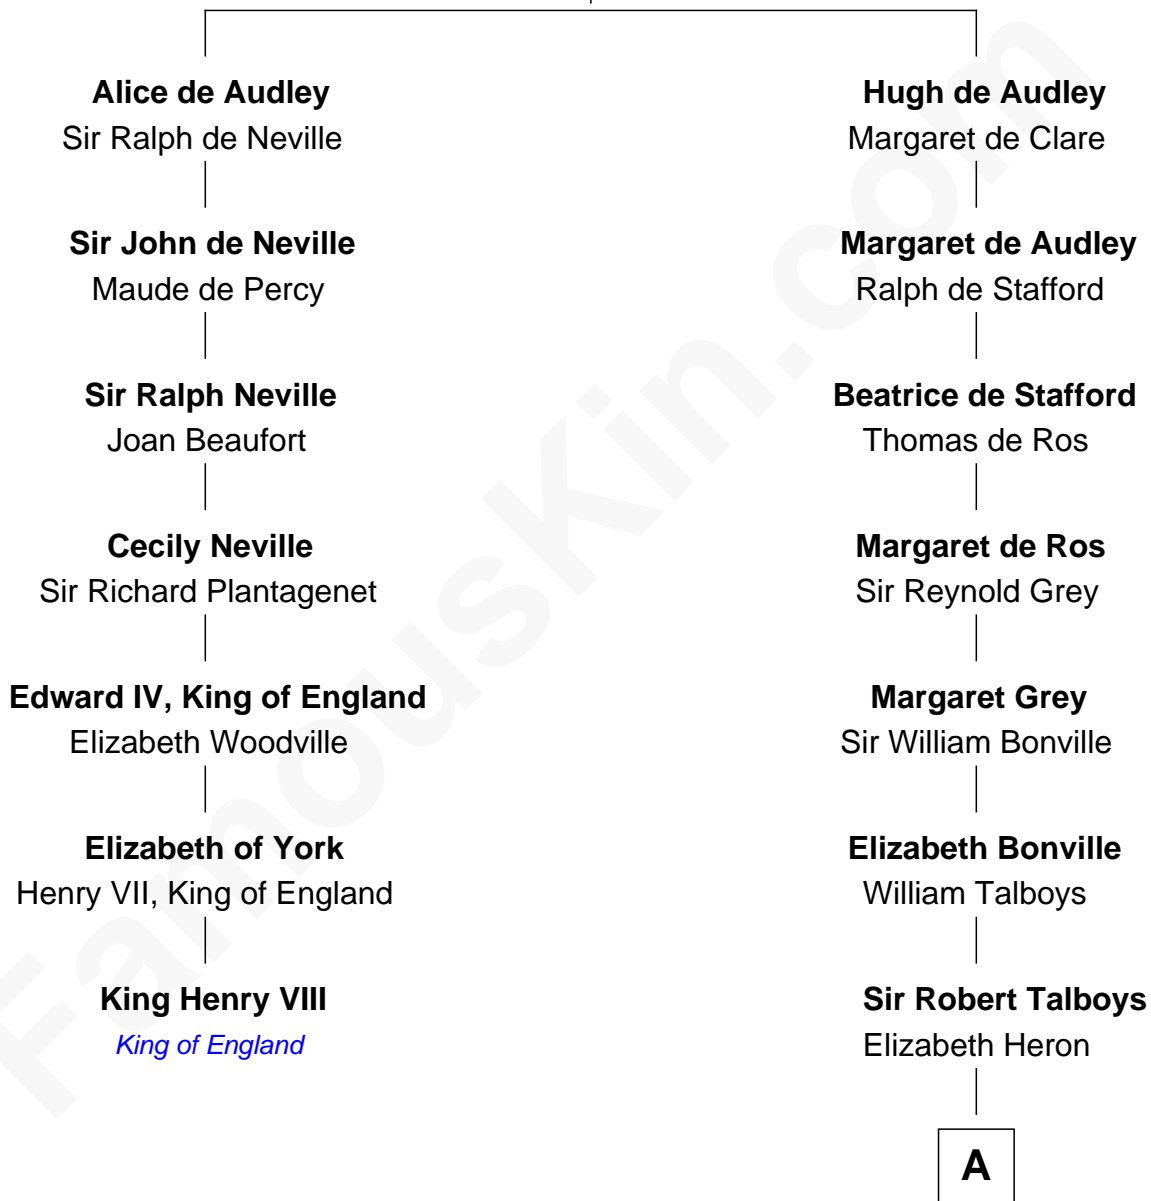 Alice de Audley
Sir Ralph de Neville
Hugh de Audley
Margaret de Clare
Sir John de Neville
Maude de Percy
Margaret de Audley
Ralph de Stafford
Sir Ralph Neville
Joan Beaufort
Beatrice de Stafford
Thomas de Ros
Cecily Neville
Sir Richard Plantagenet
Margaret de Ros
Sir Reynold Grey
Edward IV, King of England
Elizabeth Woodville
Margaret Grey
Sir William Bonville
Elizabeth of York
Henry VII, King of England
Elizabeth Bonville
William Talboys
King Henry VIII
King of England
Sir Robert Talboys
Elizabeth Heron
A
FamousKin.com